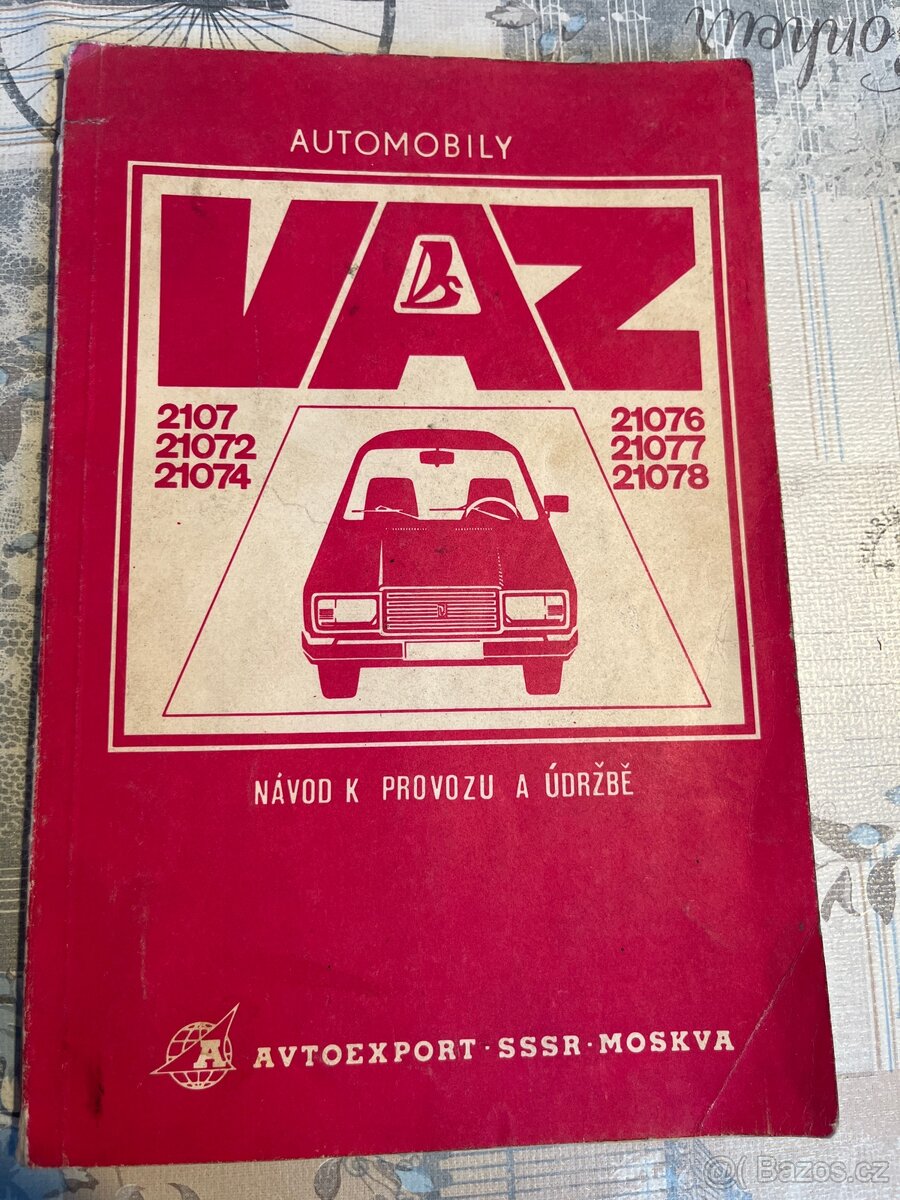 AUTOMOBILY
VAZ
2107
21072
21074
21076
21077
21078
NÁVOD K PROVOZU A ÚDRŽBĚ
A AVTOEXPORT · SSSR · MOSKVA
Bazos.cz